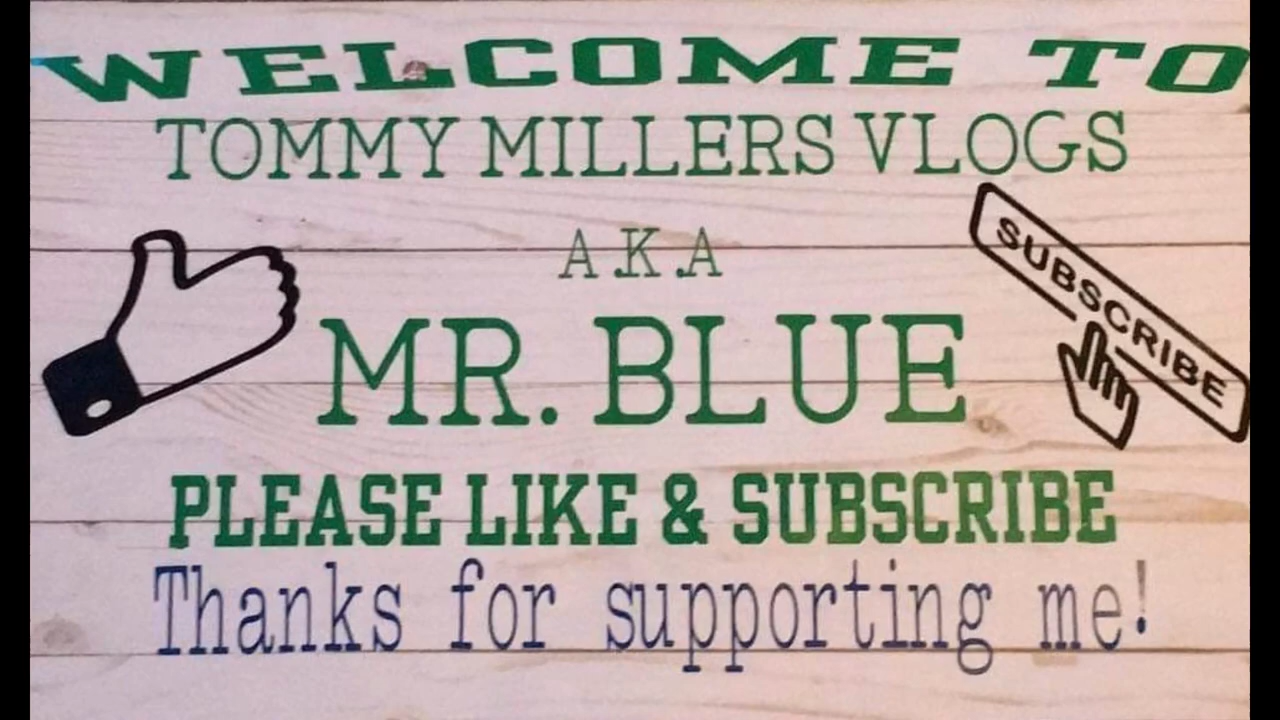 WELCOME TO
TOMMY MILLERS VLOGS
A.K.A
SUBSCRIBE
MR. BLUE
PLEASE LIKE & SUBSCRIBE
Thanks for supporting me!